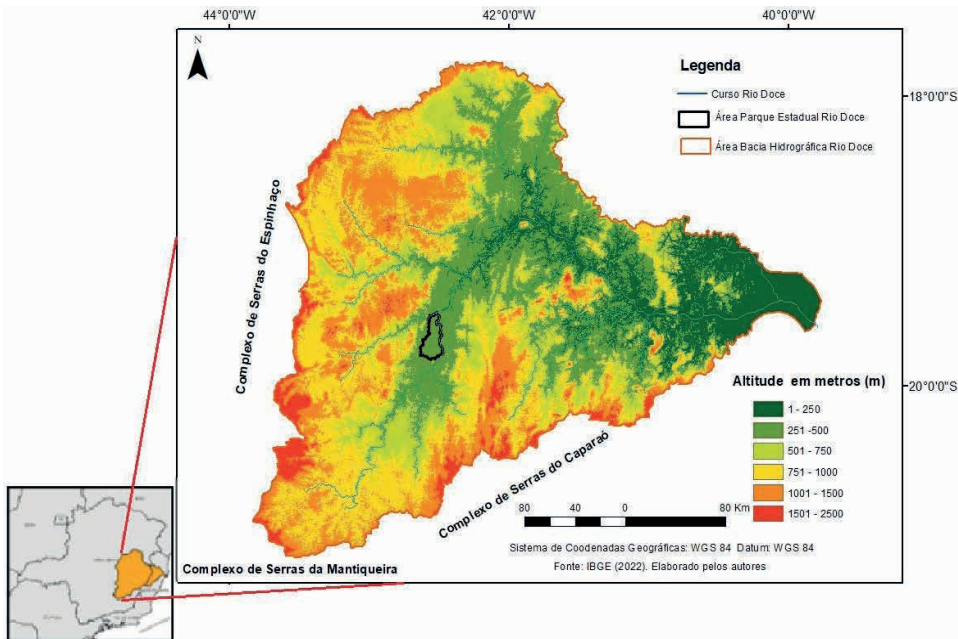 44°0'0"W
42°0'0"W
40°0'0"W
N
Legenda
Curso Rio Doce
Área Parque Estadual Rio Doce
Área Bacia Hidrográfica Rio Doce
18°0'0"S
Complexo de Serras do Espinhaço
20°0'0"S
Altitude em metros (m)
1 - 250
251 -500
501 - 750
751 - 1000
1001 - 1500
1501 - 2500
Complexo de Serras do Caparaó
80 40 0 80 Km
Sistema de Coodenadas Geográficas: WGS 84 Datum: WGS 84
Fonte: IBGE (2022). Elaborado pelos autores
Complexo de Serras da Mantiqueira